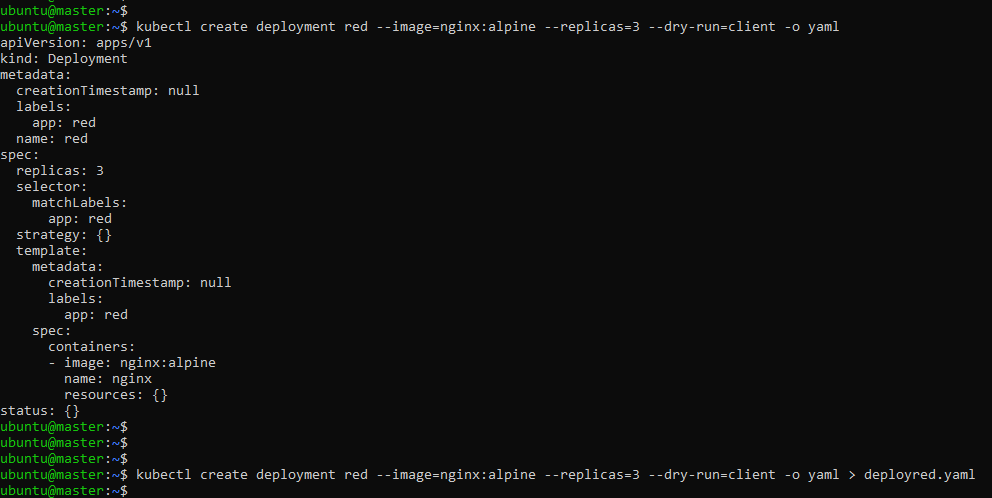 ubuntu@master:~$
ubuntu@master:~$ kubectl create deployment red --image=nginx:alpine --replicas=3 --dry-run=client -o yaml
apiVersion: apps/v1
kind: Deployment
metadata:
  creationTimestamp: null
  labels:
    app: red
  name: red
spec:
  replicas: 3
  selector:
    matchLabels:
      app: red
  strategy: {}
  template:
    metadata:
      creationTimestamp: null
      labels:
        app: red
    spec:
      containers:
      - image: nginx:alpine
        name: nginx
        resources: {}
status: {}
ubuntu@master:~$
ubuntu@master:~$
ubuntu@master:~$
ubuntu@master:~$ kubectl create deployment red --image=nginx:alpine --replicas=3 --dry-run=client -o yaml > deployred.yaml
ubuntu@master:~$